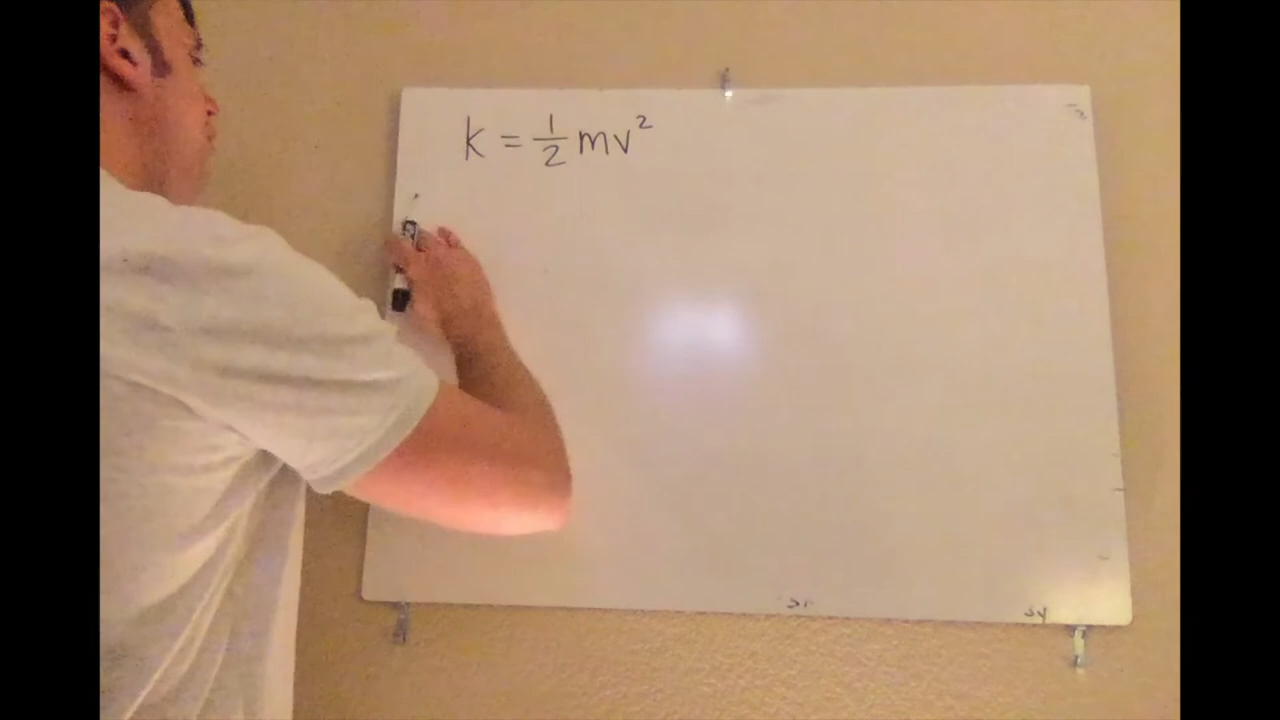 k = 1/2 mv²